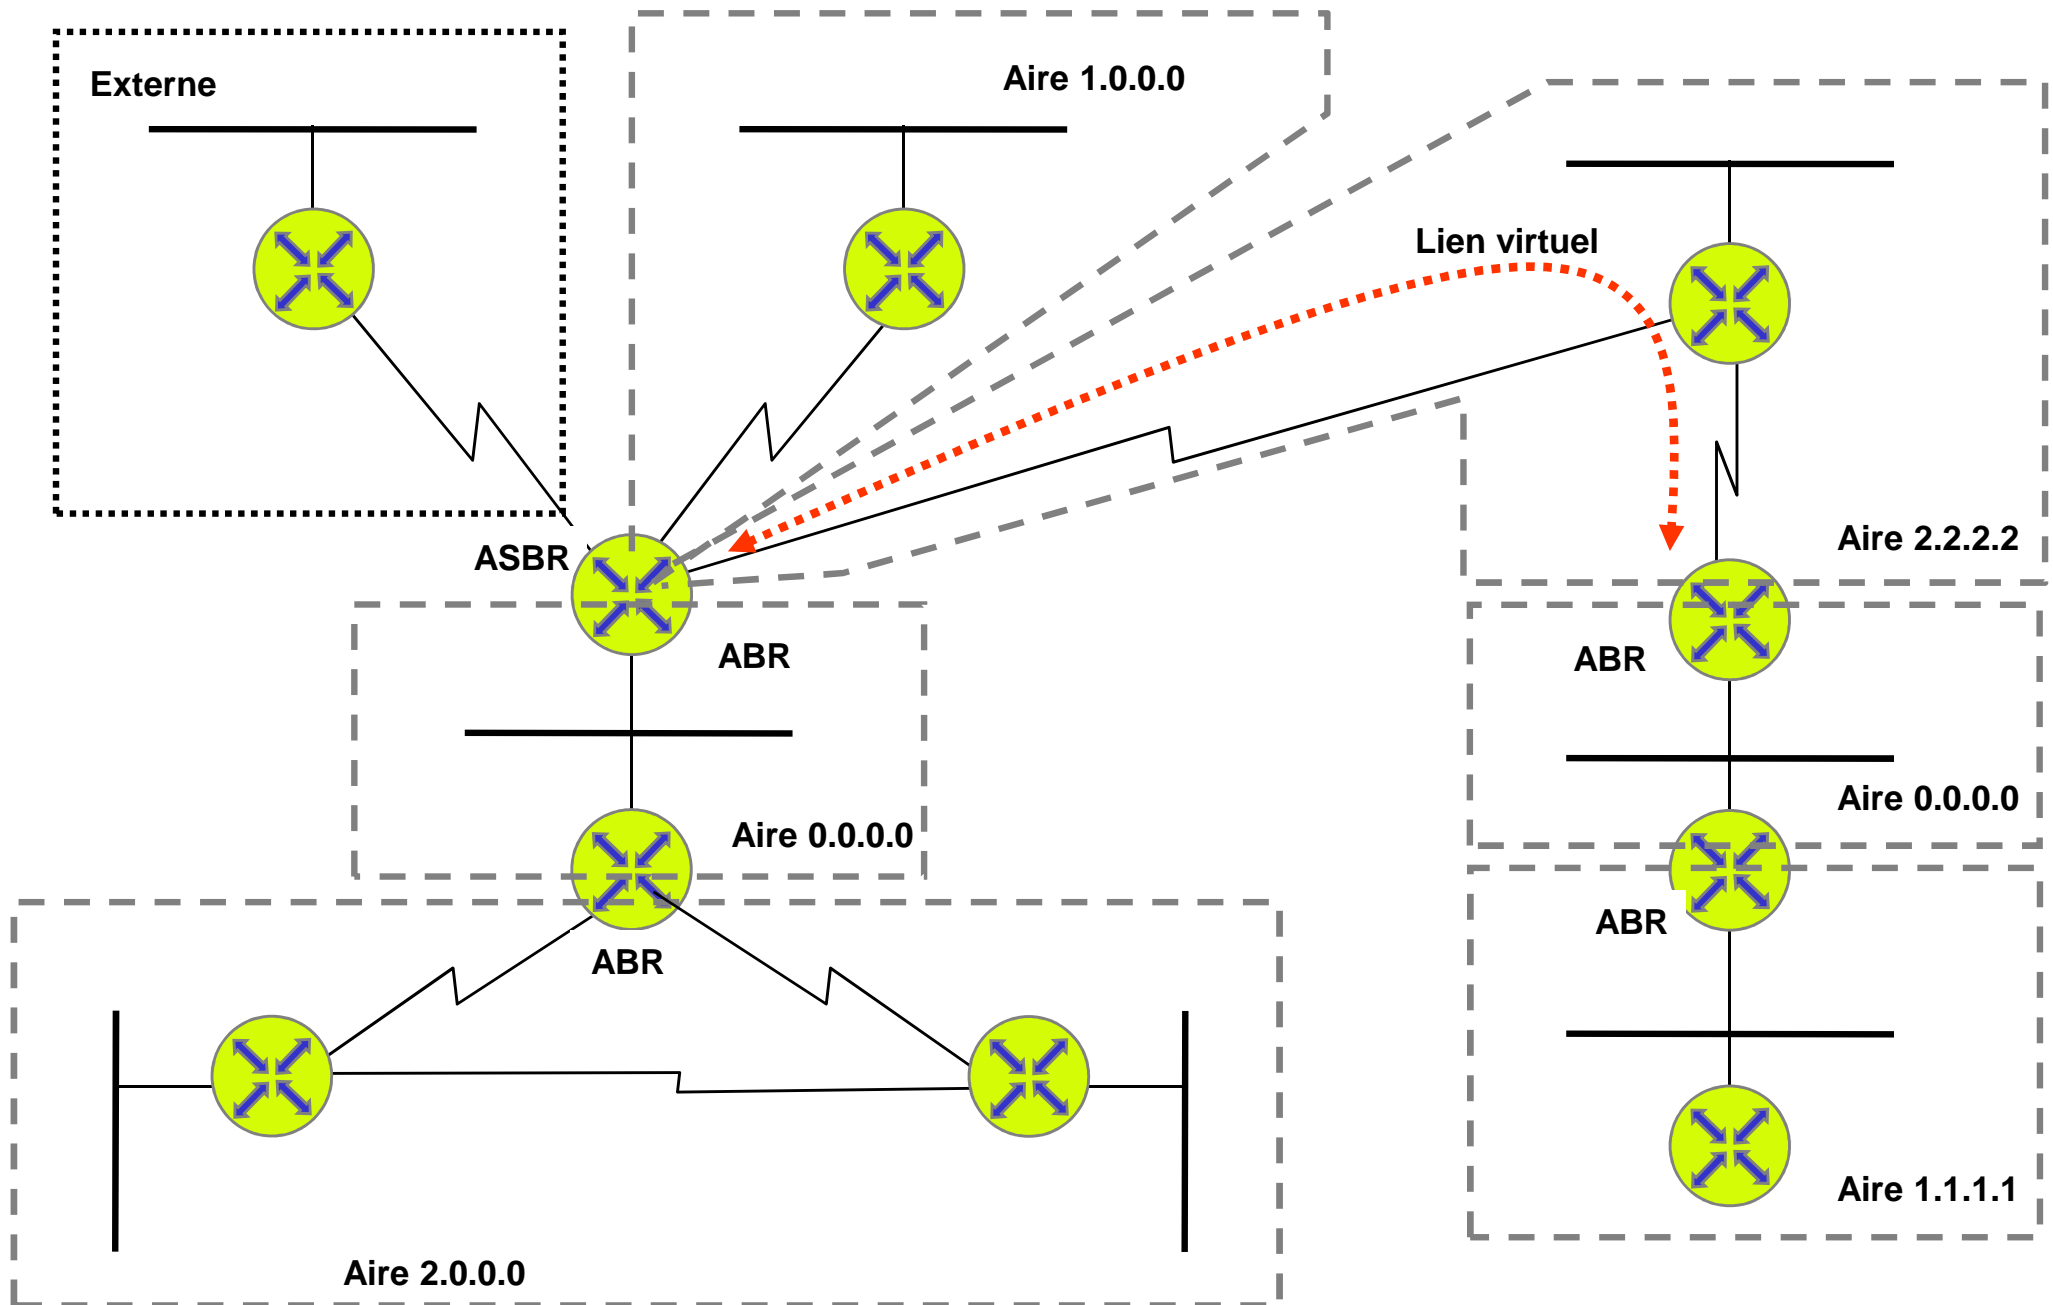 Externe
Aire 1.0.0.0
Lien virtuel
Aire 2.2.2.2
ASBR
ABR
ABR
Aire 0.0.0.0
Aire 0.0.0.0
ABR
ABR
Aire 1.1.1.1
Aire 2.0.0.0